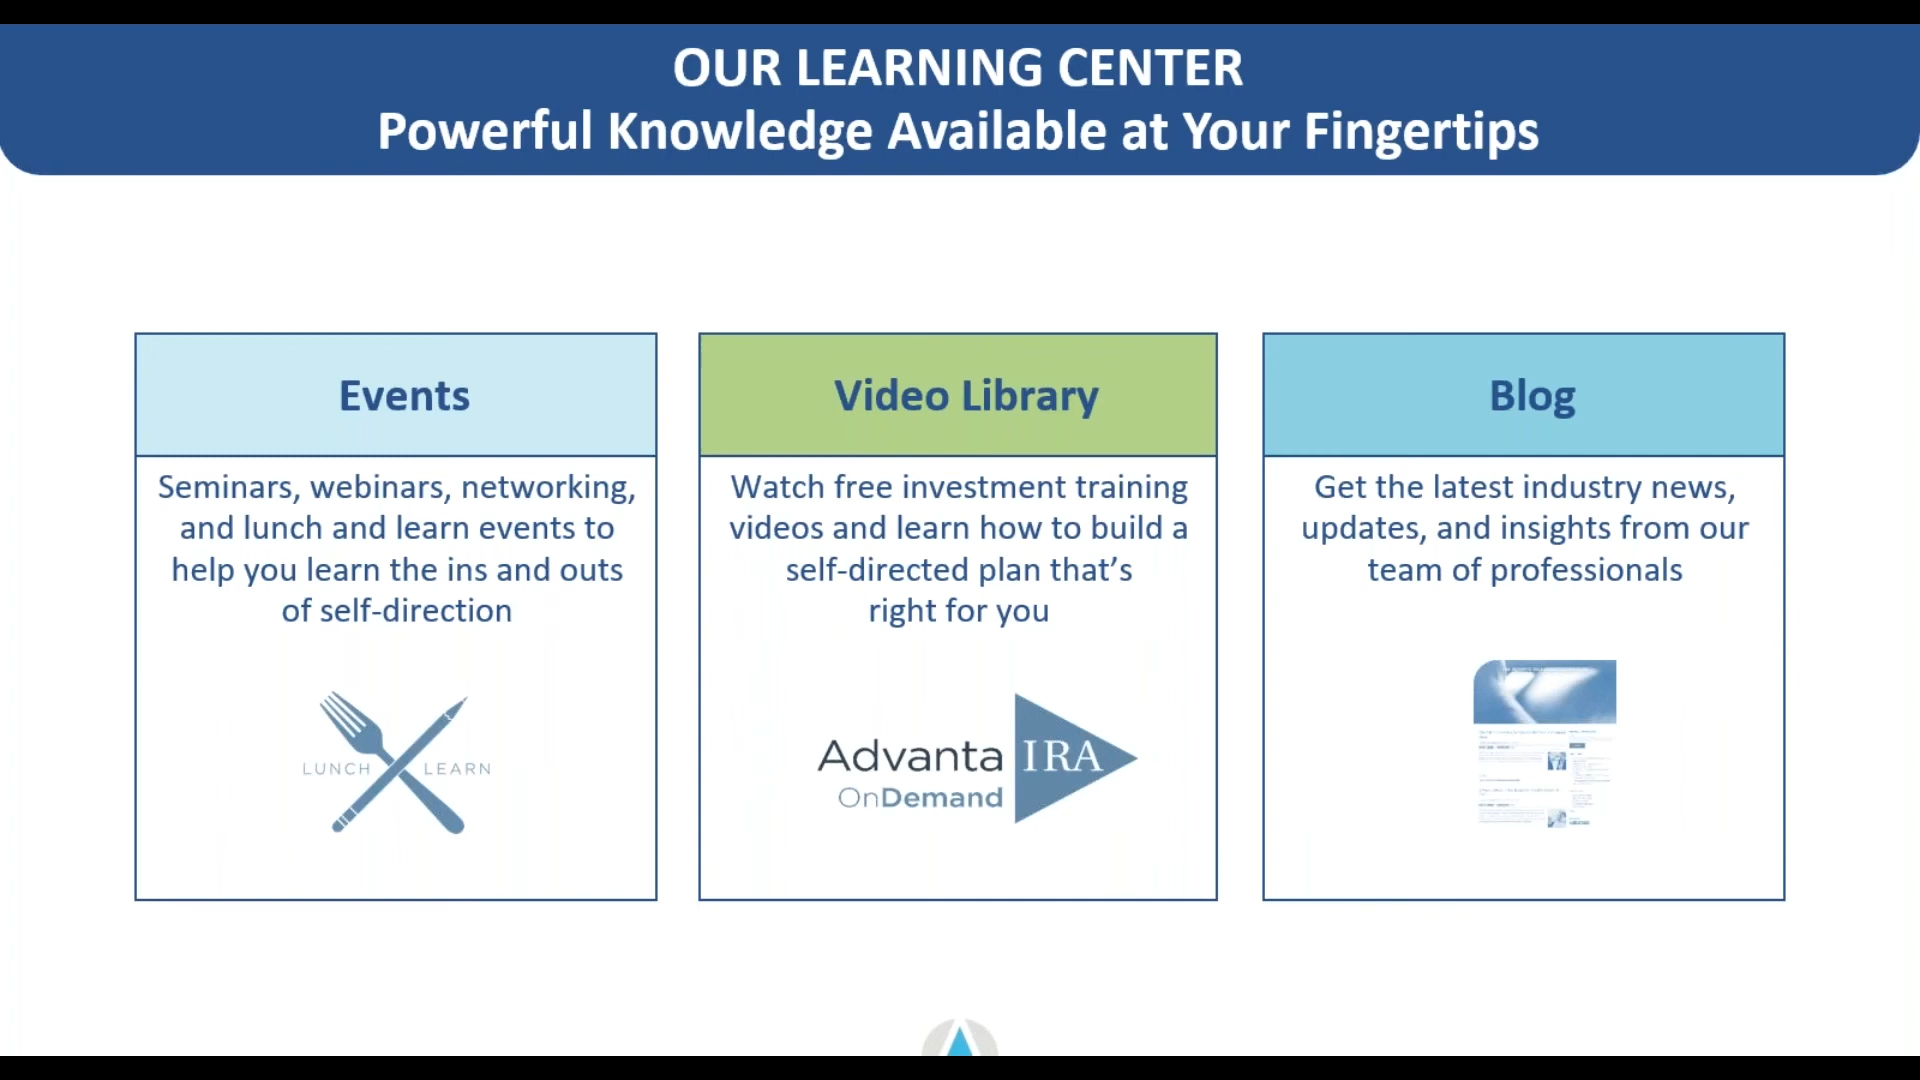 OUR LEARNING CENTER
Powerful Knowledge Available at Your Fingertips
Events
Seminars, webinars, networking,
and lunch and learn events to
help you learn the ins and outs
of self-direction
LUNCH LEARN
Video Library
Watch free investment training
videos and learn how to build a
self-directed plan that’s
right for you
Advanta IRA
OnDemand
Blog
Get the latest industry news,
updates, and insights from our
team of professionals